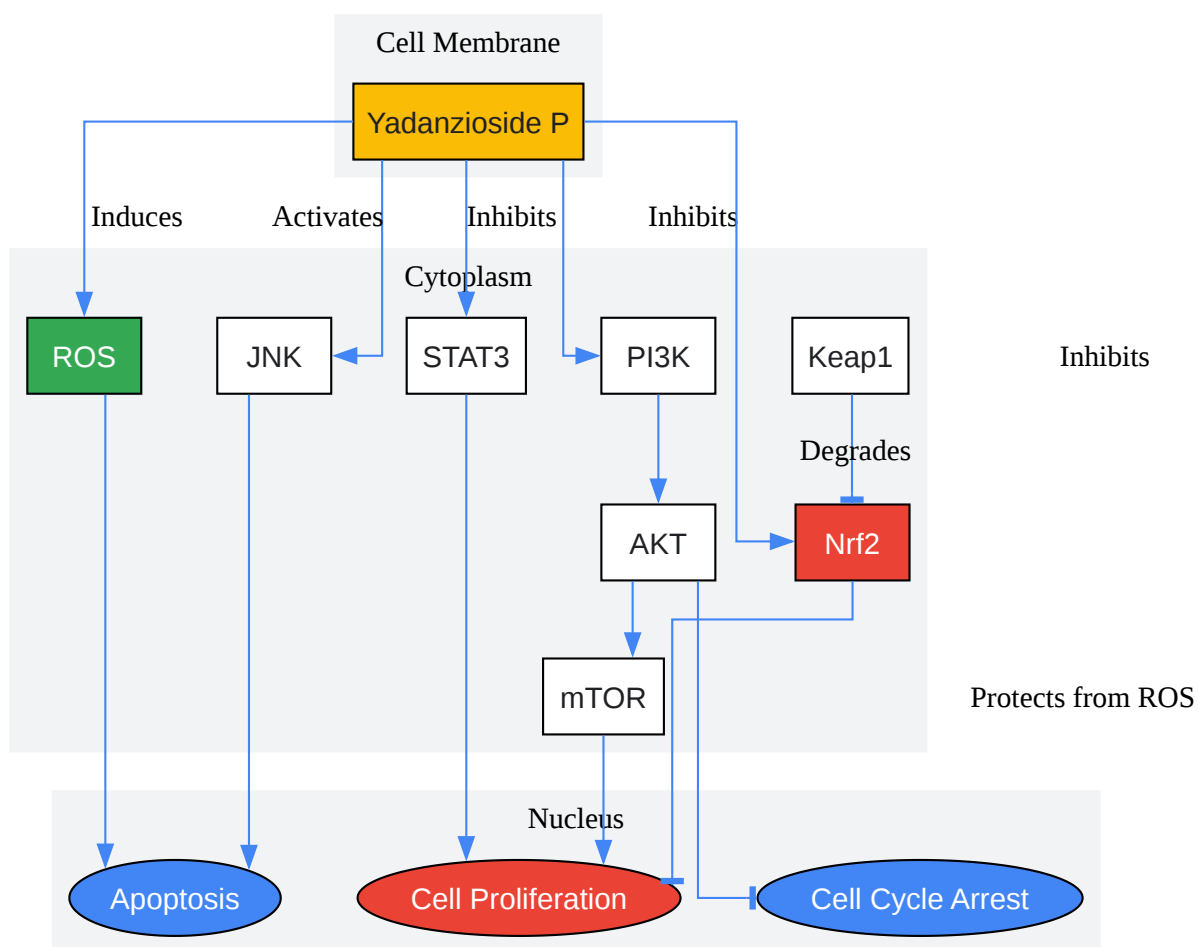 Cell Membrane
Yadanzioside P
Induces
Activates
Inhibits
Inhibits
Cytoplasm
ROS
JNK
STAT3
PI3K
Keap1
Inhibits
Degrades
AKT
Nrf2
mTOR
Protects from ROS
Nucleus
Apoptosis
Cell Proliferation
Cell Cycle Arrest